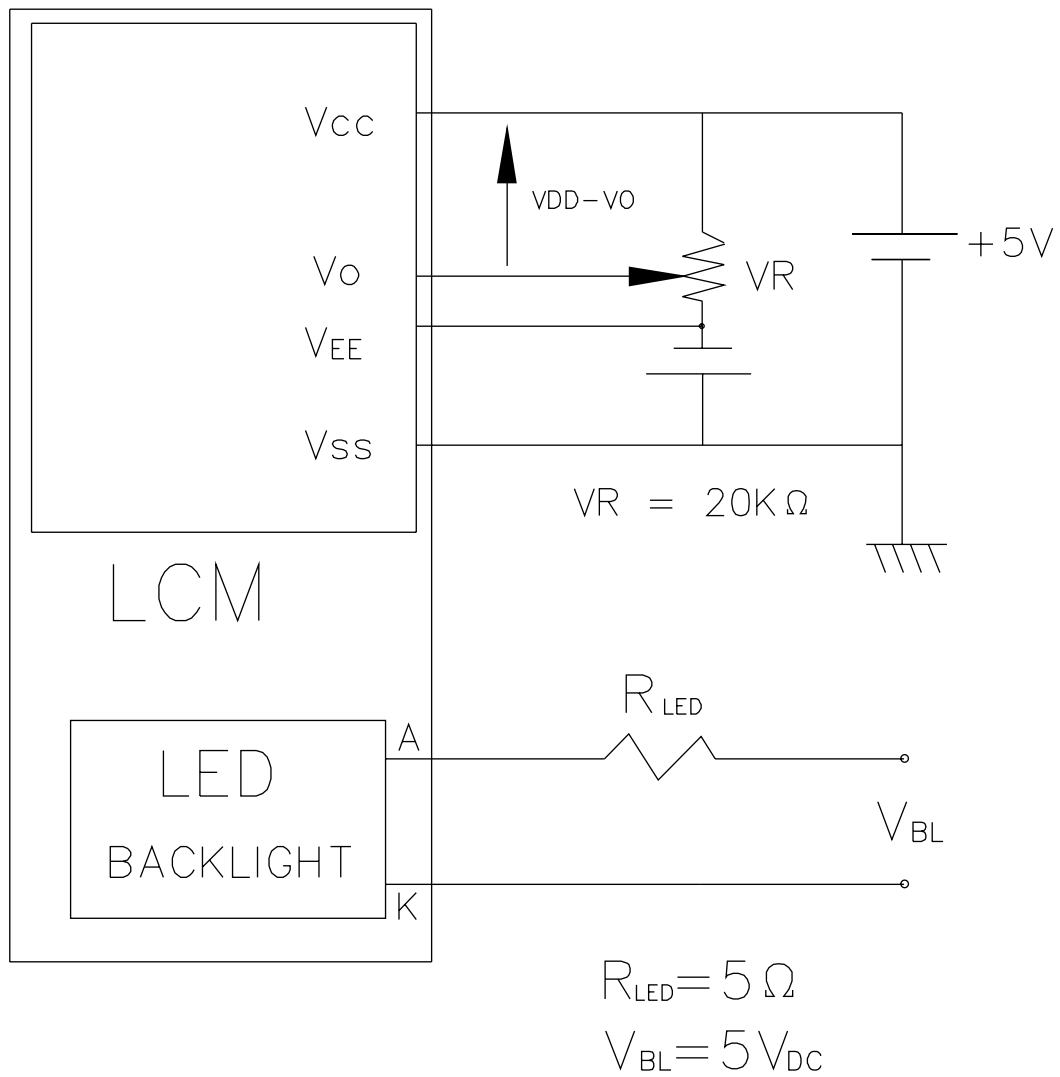 Vcc
VDD-VO
+5V
Vo
VR
VEE
Vss
VR = 20KΩ
LCM
RLED
A
LED
BACKLIGHT
VBL
K
RLED=5Ω
VBL=5VDC